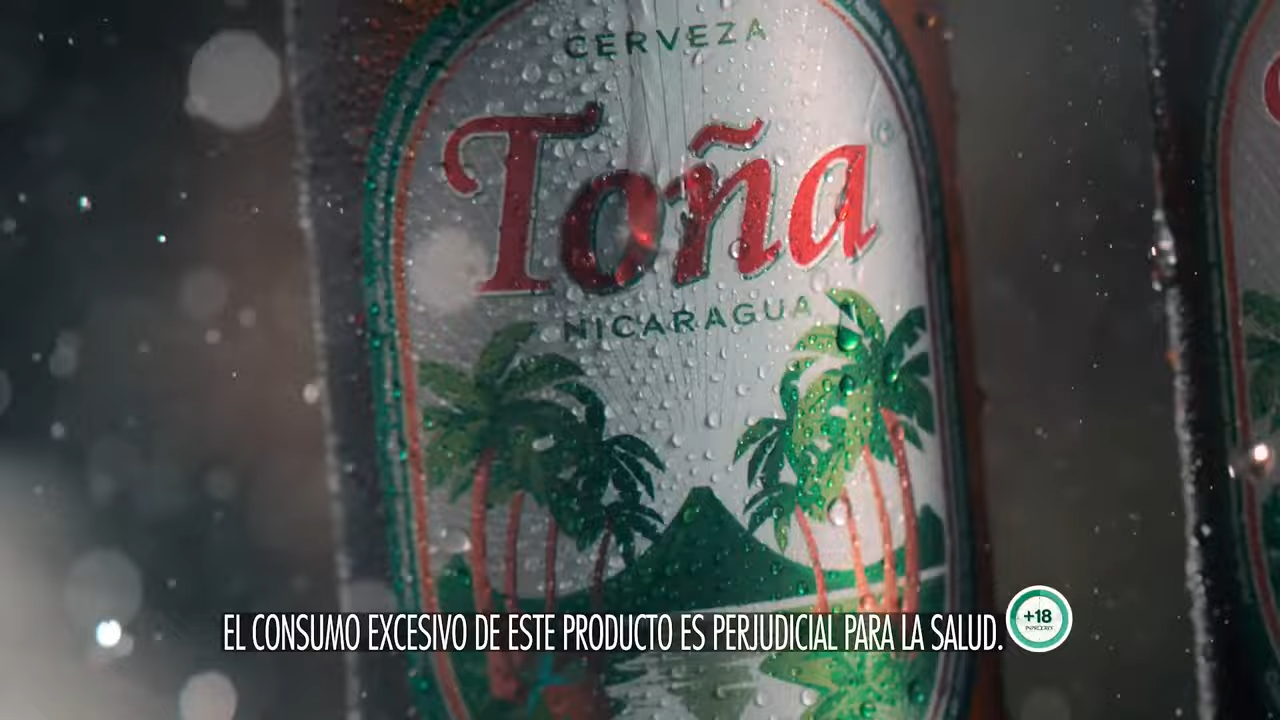 CERVEZA
Toña
NICARAGUA
EL CONSUMO EXCESIVO DE ESTE PRODUCTO ES PERJUDICIAL PARA LA SALUD.
+18